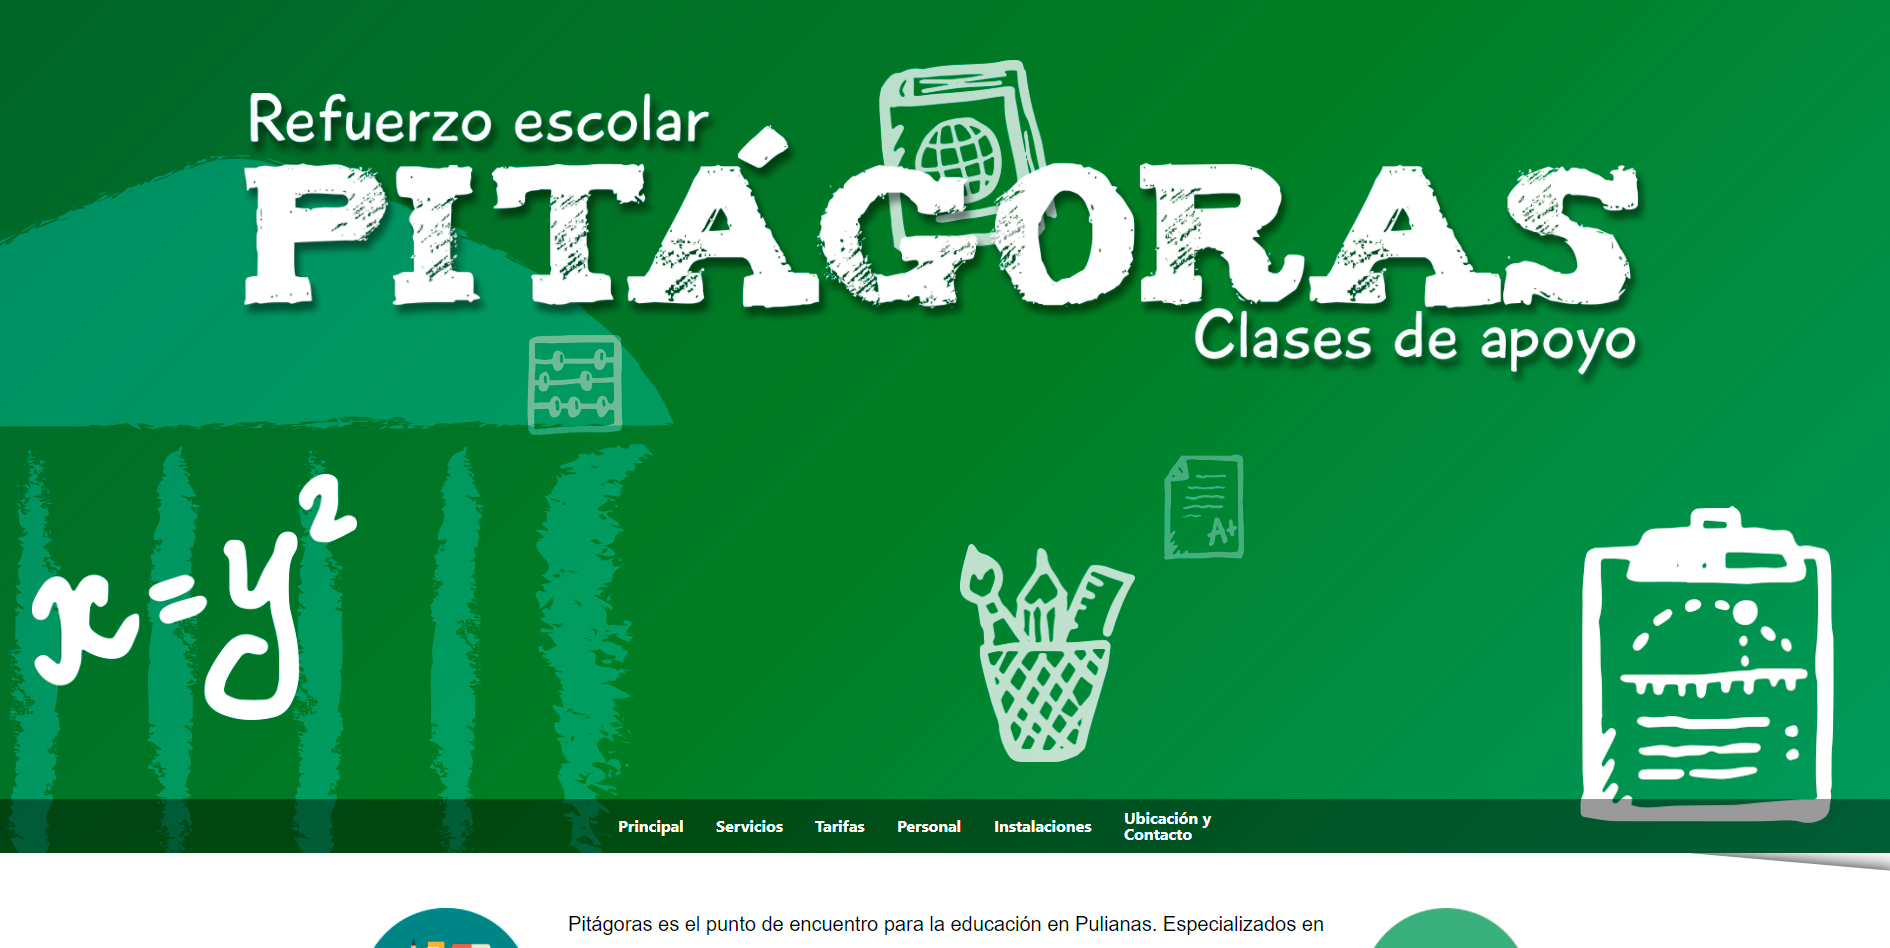 Refuerzo escolar
PITÁGORAS
Clases de apoyo
A+
x=y²
Principal Servicios Tarifas Personal Instalaciones Ubicación y
Contacto
Pitágoras es el punto de encuentro para la educación en Pulianas. Especializados en